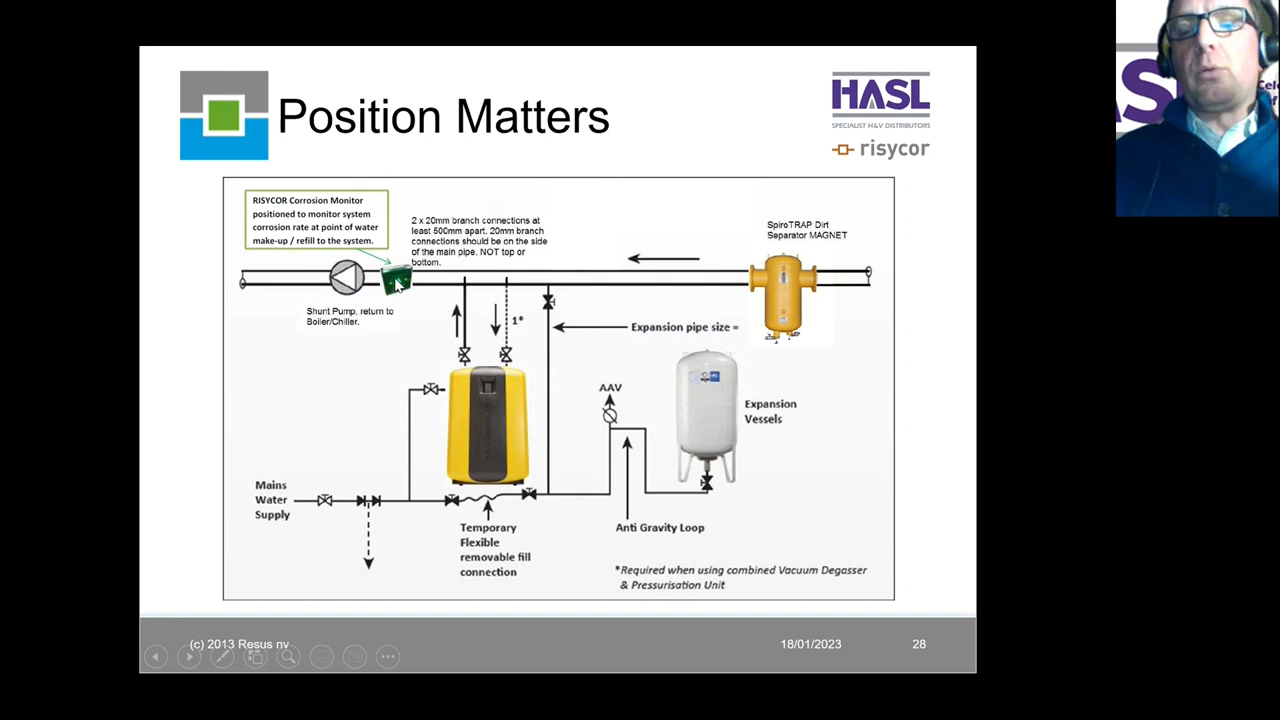 Position Matters
HASL
SPECIALIST H&V DISTRIBUTORS
risycor
RISYCOR Corrosion Monitor
positioned to monitor system
corrosion rate at point of water
make-up / refill to the system.
2 x 20mm branch connections at
least 500mm apart. 20mm branch
connections should be on the side
of the main pipe. NOT top or
bottom.
SpiroTRAP Dirt
Separator MAGNET
Shunt Pump, return to
Boiler/Chiller.
1*
Expansion pipe size =
AAV
Expansion
Vessels
Mains
Water
Supply
Temporary
Flexible
removable fill
connection
Anti Gravity Loop
*Required when using combined Vacuum Degasser
& Pressurisation Unit
(c) 2013 Resus nv
18/01/2023
28